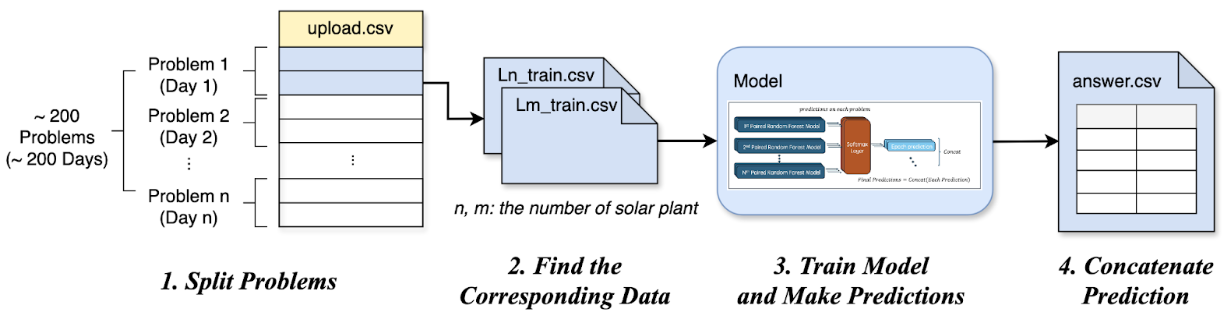 upload.csv
Problem 1
(Day 1)
Problem 2
(Day 2)
⋮
Problem n
(Day n)
~ 200
Problems
(~ 200 Days)
⋮
Ln_train.csv
Lm_train.csv
n, m: the number of solar plant
Model
predictions on each problem
1st Paired Random Forest Model
2nd Paired Random Forest Model
Nth Paired Random Forest Model
Softmax
Layer
Epoch prediction
Concat
Final Predictions = Concat(Each Prediction)
answer.csv
1. Split Problems
2. Find the
Corresponding Data
3. Train Model
and Make Predictions
4. Concatenate
Prediction